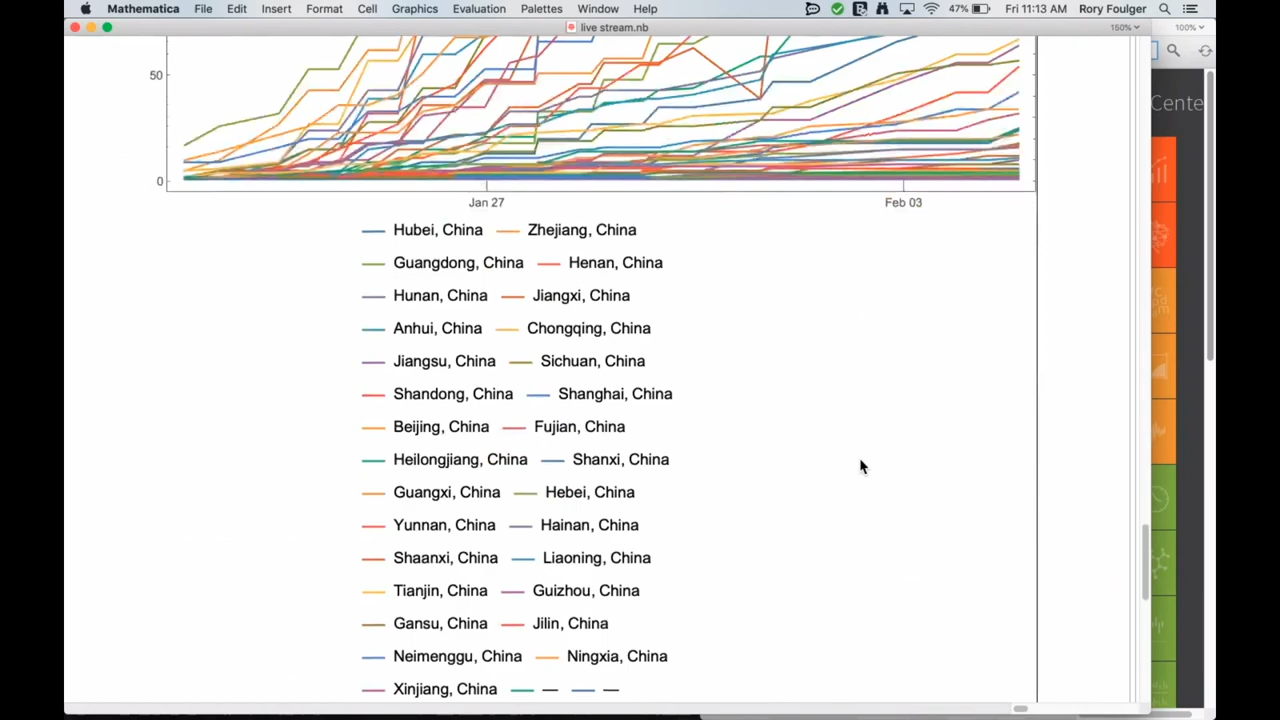 Mathematica File Edit Insert Format Cell Graphics Evaluation Palettes Window Help 47% Fri 11:13 AM Rory Foulger
live stream.nb 150% 100%
50
Cente
0
Jan 27 Feb 03
Hubei, China Zhejiang, China
Guangdong, China Henan, China
Hunan, China Jiangxi, China
Anhui, China Chongqing, China
Jiangsu, China Sichuan, China
Shandong, China Shanghai, China
Beijing, China Fujian, China
Heilongjiang, China Shanxi, China
Guangxi, China Hebei, China
Yunnan, China Hainan, China
Shaanxi, China Liaoning, China
Tianjin, China Guizhou, China
Gansu, China Jilin, China
Neimenggu, China Ningxia, China
Xinjiang, China — —